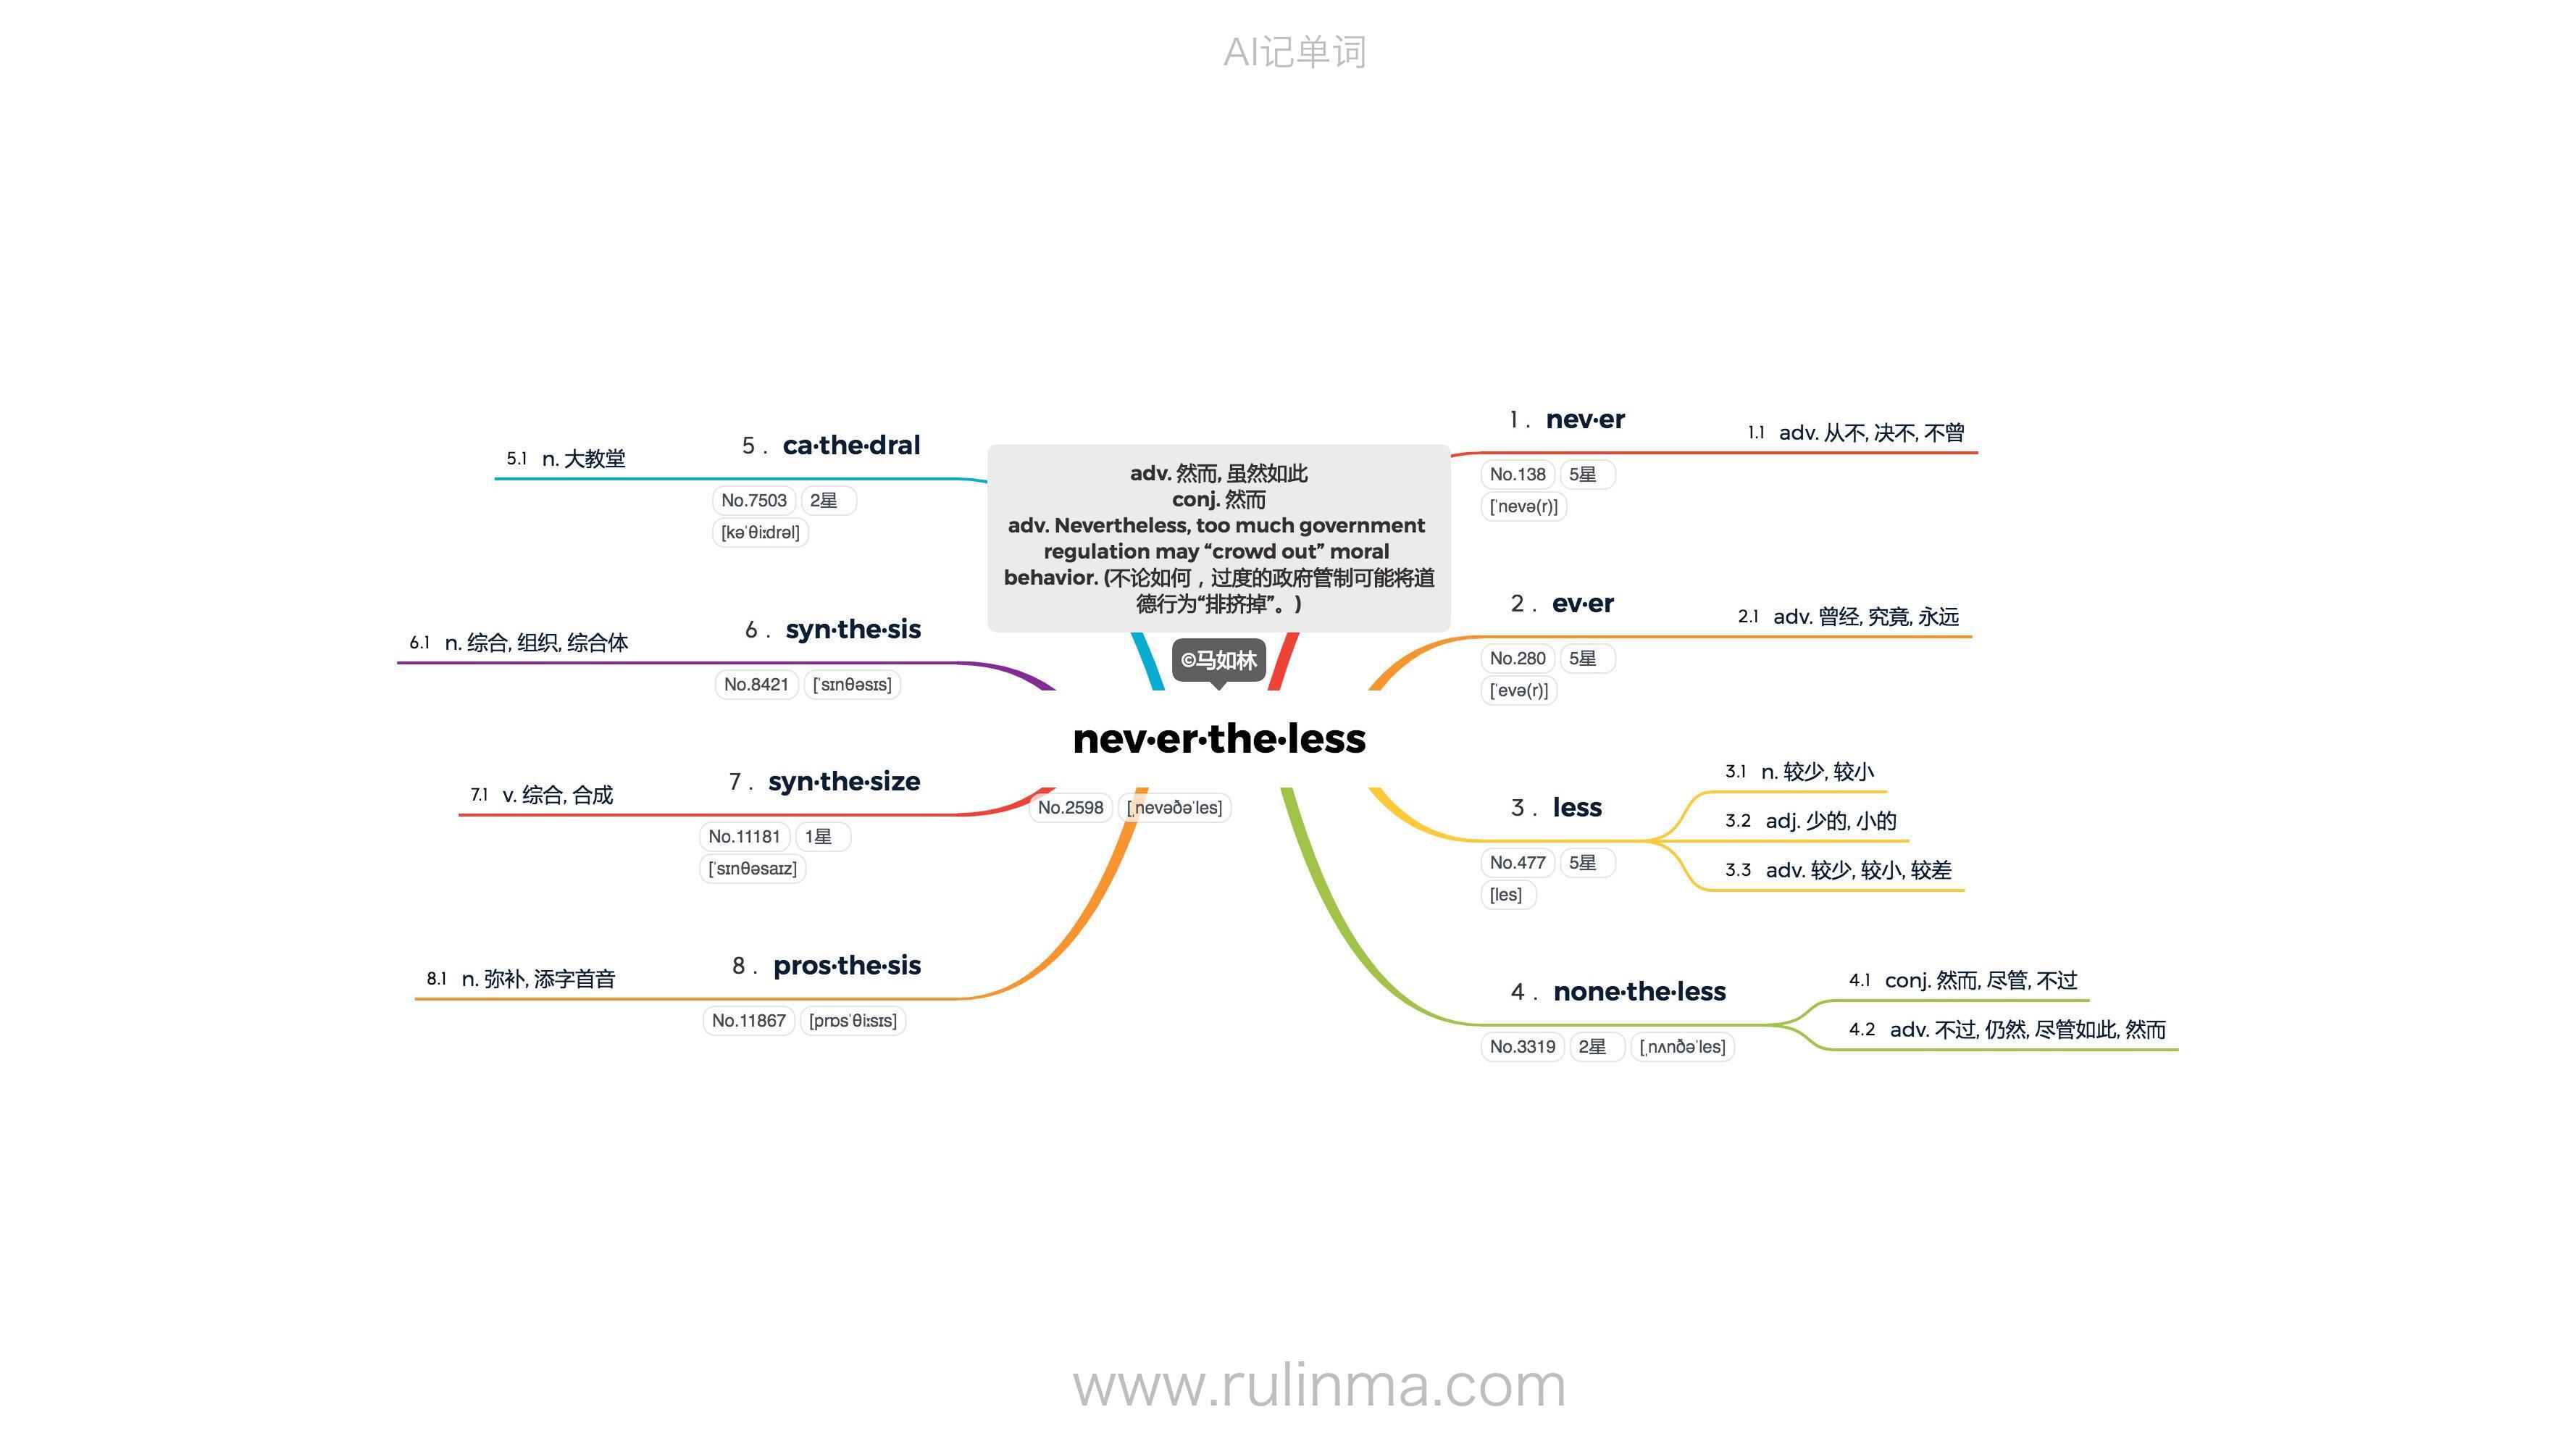 AI记单词
adv. 然而, 虽然如此
conj. 然而
adv. Nevertheless, too much government
regulation may “crowd out” moral
behavior. (不论如何，过度的政府管制可能将道
德行为“排挤掉”。)
©马如林
nev·er·the·less
No.2598 [ˌnevəðəˈles]
1 . nev·er
No.138 5星
[ˈnevə(r)]
1.1 adv. 从不, 决不, 不曾
2 . ev·er
No.280 5星
[ˈevə(r)]
2.1 adv. 曾经, 究竟, 永远
3 . less
No.477 5星
[les]
3.1 n. 较少, 较小
3.2 adj. 少的, 小的
3.3 adv. 较少, 较小, 较差
4 . none·the·less
No.3319 2星 [ˌnʌnðəˈles]
4.1 conj. 然而, 尽管, 不过
4.2 adv. 不过, 仍然, 尽管如此, 然而
5 . ca·the·dral
No.7503 2星
[kəˈθiːdrəl]
5.1 n. 大教堂
6 . syn·the·sis
No.8421 [ˈsɪnθəsɪs]
6.1 n. 综合, 组织, 综合体
7 . syn·the·size
No.11181 1星
[ˈsɪnθəsaɪz]
7.1 v. 综合, 合成
8 . pros·the·sis
No.11867 [prɒsˈθiːsɪs]
8.1 n. 弥补, 添字首音
www.rulinma.com